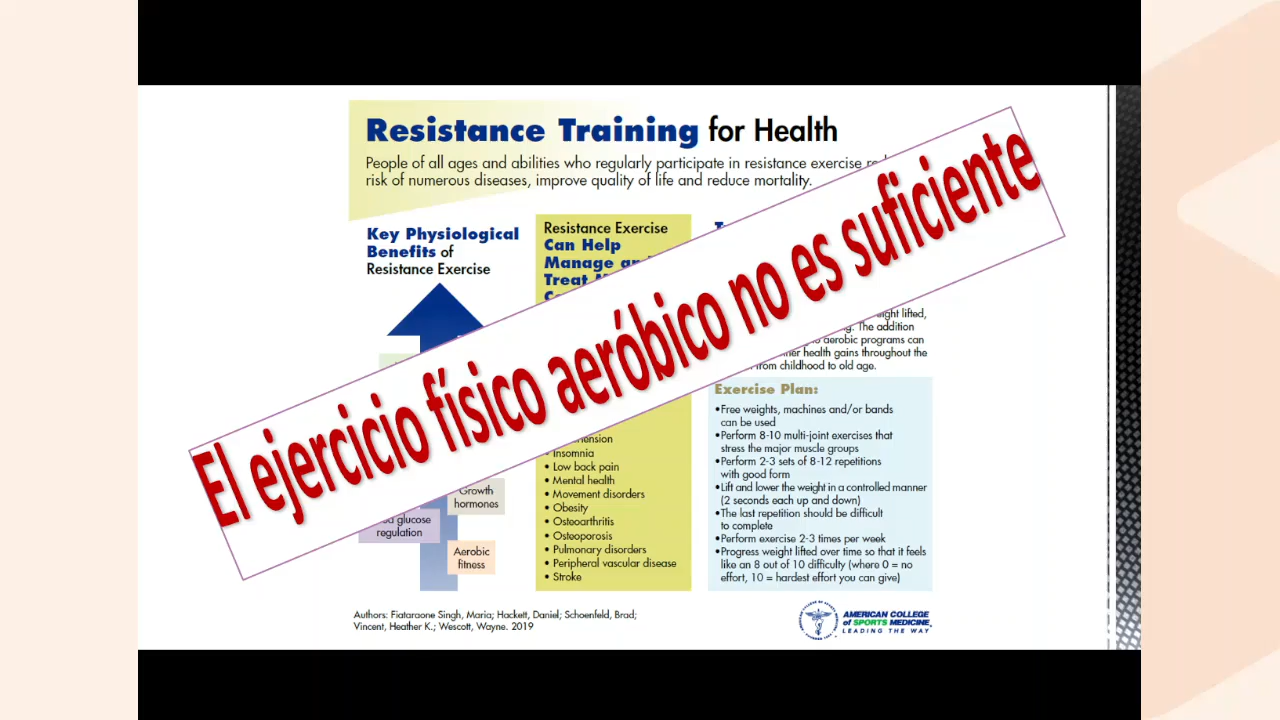 Resistance Training for Health
People of all ages and abilities who regularly participate in resistance exercise
risk of numerous diseases, improve quality of life and reduce mortality.
Key Physiological
Benefits of
Resistance Exercise
Growth
hormones
glucose
regulation
Aerobic
fitness
Resistance Exercise
Can Help
Manage
Treat
Insomnia
• Low back pain
• Mental health
• Movement disorders
• Obesity
• Osteoarthritis
• Osteoporosis
• Pulmonary disorders
• Peripheral vascular disease
• Stroke
El ejercicio físico aeróbico no es suficiente
lifted,
The addition
aerobic programs can
health gains throughout the
from childhood to old age.
Exercise Plan:
•Free weights, machines and/or bands
can be used
•Perform 8-10 multi-joint exercises that
stress the major muscle groups
•Perform 2-3 sets of 8-12 repetitions
with good form
•Lift and lower the weight in a controlled manner
(2 seconds each up and down)
•The last repetition should be difficult
to complete
•Perform exercise 2-3 times per week
•Progress weight lifted over time so that it feels
like an 8 out of 10 difficulty (where 0 = no
effort, 10 = hardest effort you can give)
Authors: Fiataraone Singh, Maria; Hackett, Daniel; Schoenfeld, Brad;
Vincent, Heather K.; Wescott, Wayne. 2019
AMERICAN COLLEGE
of SPORTS MEDICINE
LEADING THE WAY